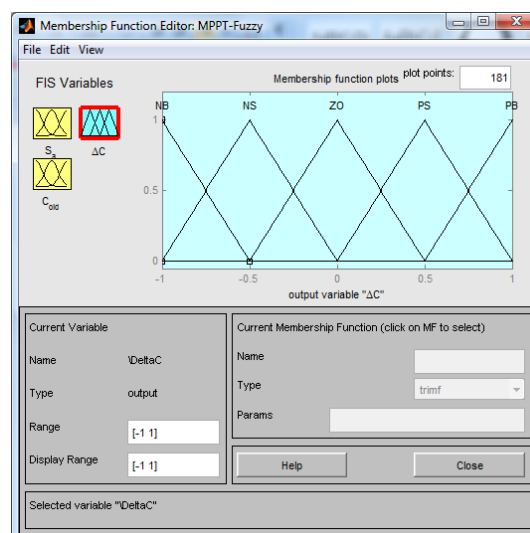 Membership Function Editor: MPPT-Fuzzy
File Edit View
FIS Variables
Membership function plots plot points: 181
NB NS ZO PS PB
Sa ΔC
Cold
1
0.5
0
-1 -0.5 0 0.5 1
output variable "ΔC"
Current Variable
Current Membership Function (click on MF to select)
Name \DeltaC
Name
Type output
Type trimf
Params
Range [-1 1]
Display Range [-1 1]
Help Close
Selected variable "\DeltaC"